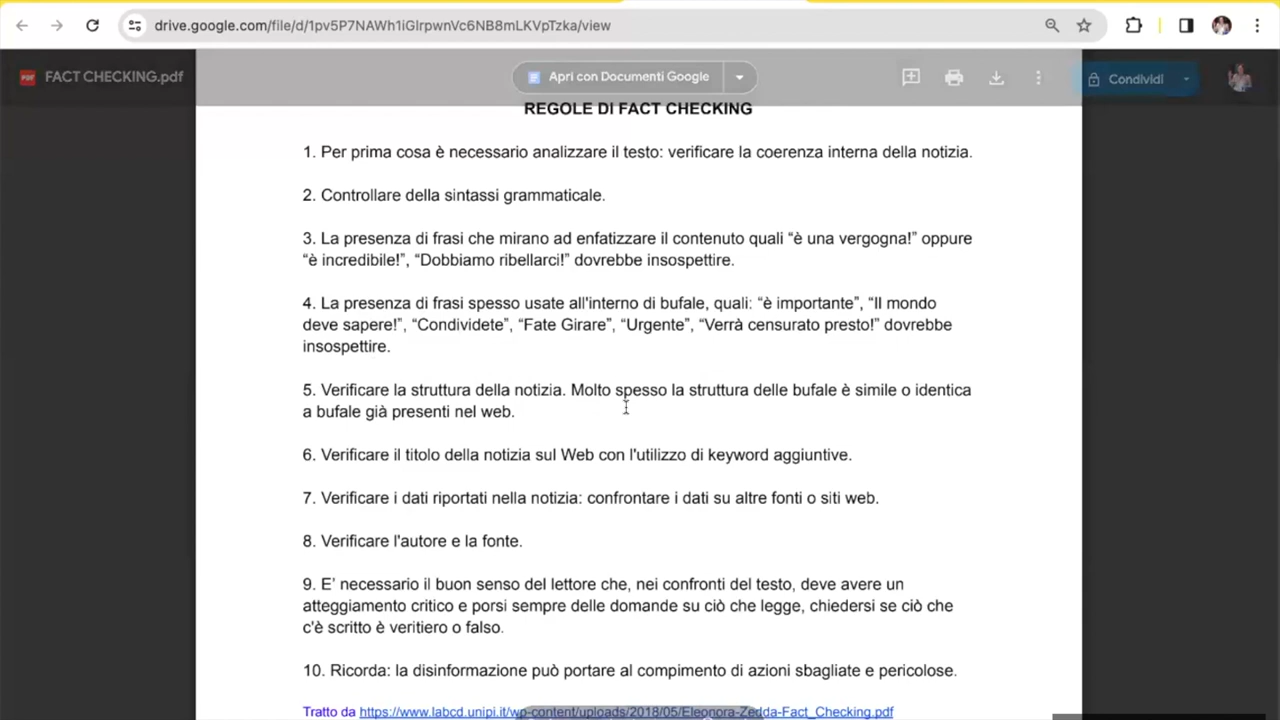 drive.google.com/file/d/1pv5P7NAWh1iGlrpwnVc6NB8mLKVpTzka/view
PDF FACT CHECKING.pdf
Apri con Documenti Google
Condividi
REGOLE DI FACT CHECKING
1. Per prima cosa è necessario analizzare il testo: verificare la coerenza interna della notizia.
2. Controllare della sintassi grammaticale.
3. La presenza di frasi che mirano ad enfatizzare il contenuto quali “è una vergogna!” oppure
“è incredibile!”, “Dobbiamo ribellarci!” dovrebbe insospettire.
4. La presenza di frasi spesso usate all'interno di bufale, quali: “è importante”, “Il mondo
deve sapere!”, “Condividete”, “Fate Girare”, “Urgente”, “Verrà censurato presto!” dovrebbe
insospettire.
5. Verificare la struttura della notizia. Molto spesso la struttura delle bufale è simile o identica
a bufale già presenti nel web.
6. Verificare il titolo della notizia sul Web con l'utilizzo di keyword aggiuntive.
7. Verificare i dati riportati nella notizia: confrontare i dati su altre fonti o siti web.
8. Verificare l'autore e la fonte.
9. E’ necessario il buon senso del lettore che, nei confronti del testo, deve avere un
atteggiamento critico e porsi sempre delle domande su ciò che legge, chiedersi se ciò che
c'è scritto è veritiero o falso.
10. Ricorda: la disinformazione può portare al compimento di azioni sbagliate e pericolose.
Tratto da https://www.labcd.unipi.it/wp-content/uploads/2018/05/Eleonora-Zedda-Fact_Checking.pdf